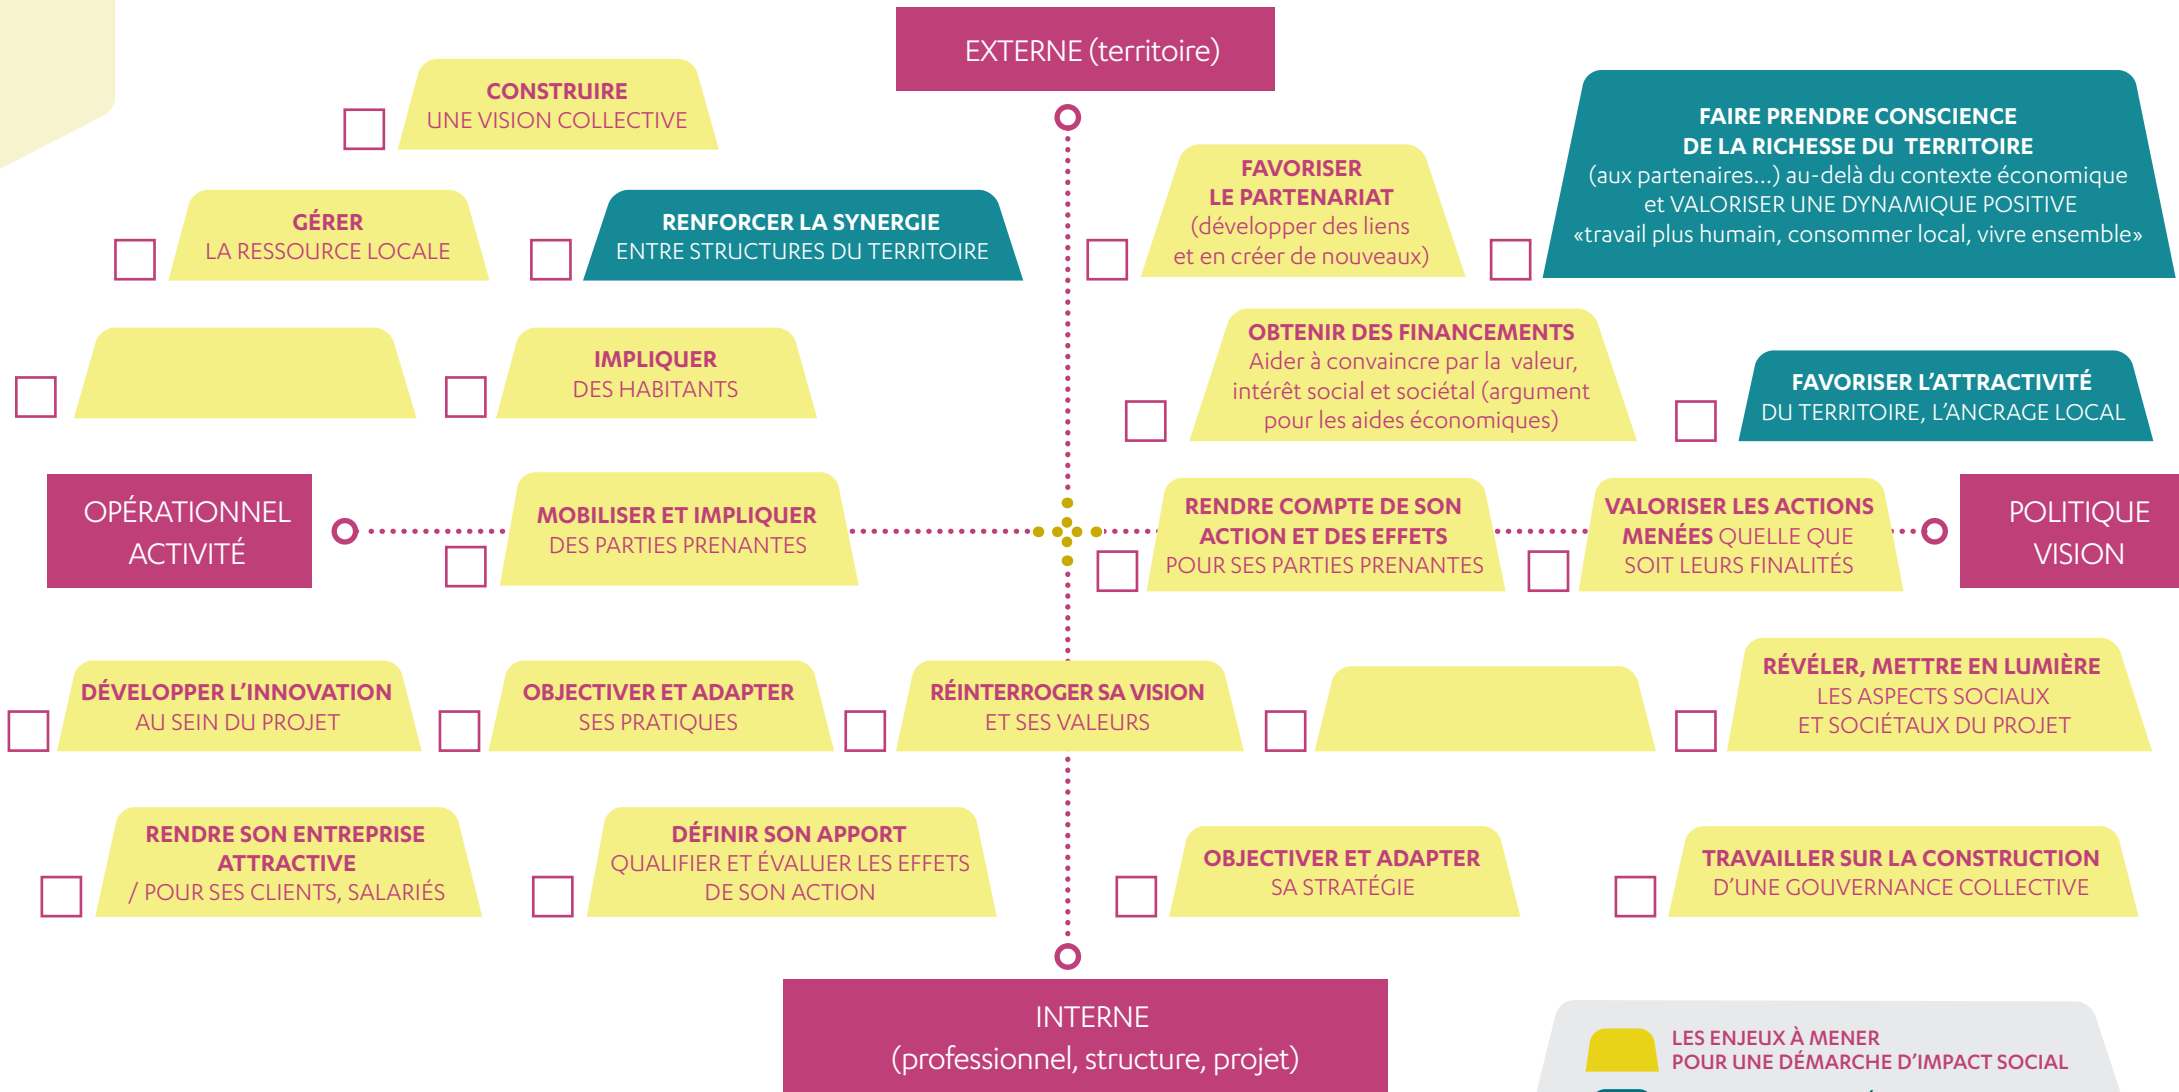 EXTERNE (territoire)
CONSTRUIRE
UNE VISION COLLECTIVE
FAIRE PRENDRE CONSCIENCE
DE LA RICHESSE DU TERRITOIRE
(aux partenaires...) au-delà du contexte économique
et VALORISER UNE DYNAMIQUE POSITIVE
«travail plus humain, consommer local, vivre ensemble»
FAVORISER
LE PARTENARIAT
(développer des liens
et en créer de nouveaux)
GÉRER
LA RESSOURCE LOCALE
RENFORCER LA SYNERGIE
ENTRE STRUCTURES DU TERRITOIRE
IMPLIQUER
DES HABITANTS
OBTENIR DES FINANCEMENTS
Aider à convaincre par la valeur,
intérêt social et sociétal (argument
pour les aides économiques)
FAVORISER L'ATTRACTIVITÉ
DU TERRITOIRE, L'ANCRAGE LOCAL
OPÉRATIONNEL
ACTIVITÉ
MOBILISER ET IMPLIQUER
DES PARTIES PRENANTES
RENDRE COMPTE DE SON
ACTION ET DES EFFETS
POUR SES PARTIES PRENANTES
VALORISER LES ACTIONS
MENÉES QUELLE QUE
SOIT LEURS FINALITÉS
POLITIQUE
VISION
DÉVELOPPER L'INNOVATION
AU SEIN DU PROJET
OBJECTIVER ET ADAPTER
SES PRATIQUES
RÉINTERROGER SA VISION
ET SES VALEURS
RÉVÉLER, METTRE EN LUMIÈRE
LES ASPECTS SOCIAUX
ET SOCIÉTAUX DU PROJET
RENDRE SON ENTREPRISE
ATTRACTIVE
/ POUR SES CLIENTS, SALARIÉS
DÉFINIR SON APPORT
QUALIFIER ET ÉVALUER LES EFFETS
DE SON ACTION
OBJECTIVER ET ADAPTER
SA STRATÉGIE
TRAVAILLER SUR LA CONSTRUCTION
D'UNE GOUVERNANCE COLLECTIVE
INTERNE
(professionnel, structure, projet)
LES ENJEUX À MENER
POUR UNE DÉMARCHE D'IMPACT SOCIAL